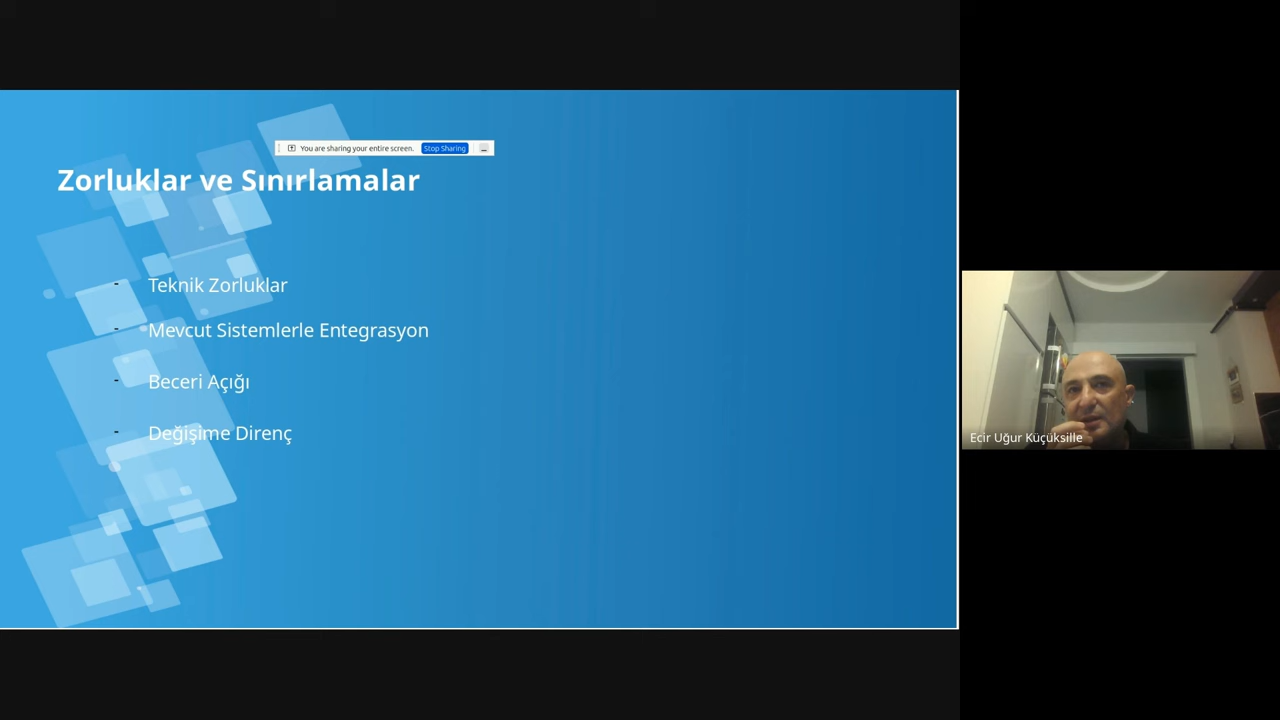 You are sharing your entire screen. Stop Sharing
Zorluklar ve Sınırlamalar
- Teknik Zorluklar
- Mevcut Sistemlerle Entegrasyon
- Beceri Açığı
- Değişime Direnç
Ecir Uğur Küçüksille